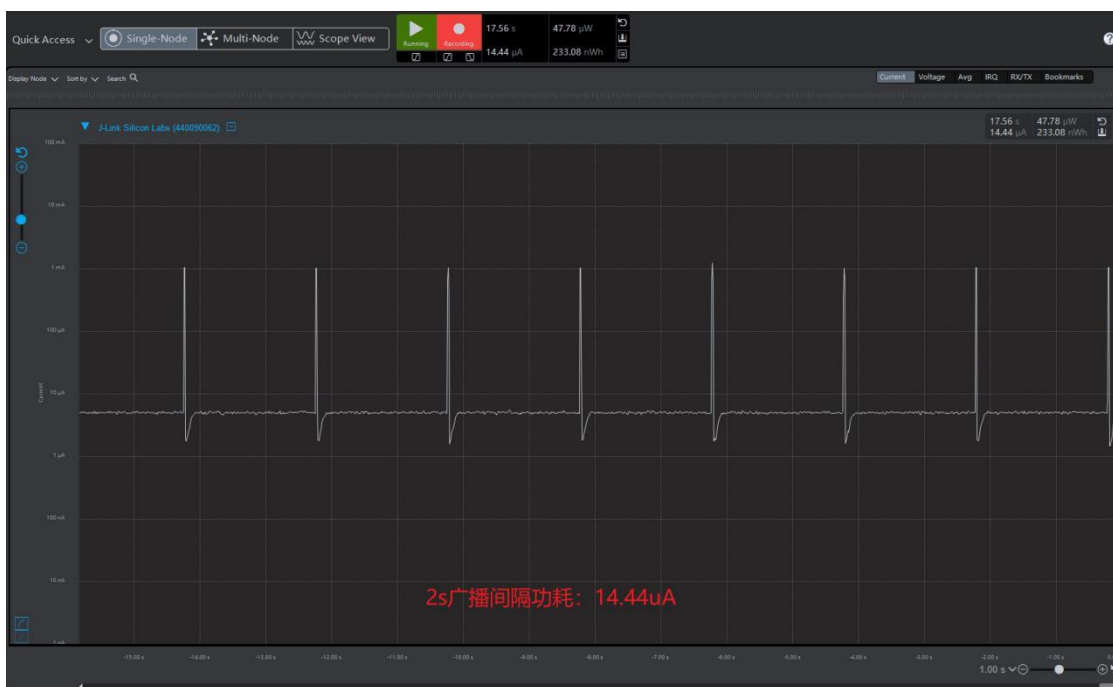 Quick Access
Single-Node
Multi-Node
Scope View
Running
Recording
17.56 s
47.78 µW
14.44 µA
233.08 nWh
Display Node
Sort by
Search
Current
Voltage
Avg
IRQ
RX/TX
Bookmarks
J-Link Silicon Labs (440090062)
17.56 s
47.78 µW
14.44 µA
233.08 nWh
100 mA
10 mA
1 mA
100 µA
10 µA
1 µA
100 nA
10 nA
1 nA
Current
2s广播间隔功耗：14.44uA
-15.00 s
-14.00 s
-13.00 s
-12.00 s
-11.00 s
-10.00 s
-9.00 s
-8.00 s
-7.00 s
-6.00 s
-5.00 s
-4.00 s
-3.00 s
-2.00 s
-1.00 s
1.00 s